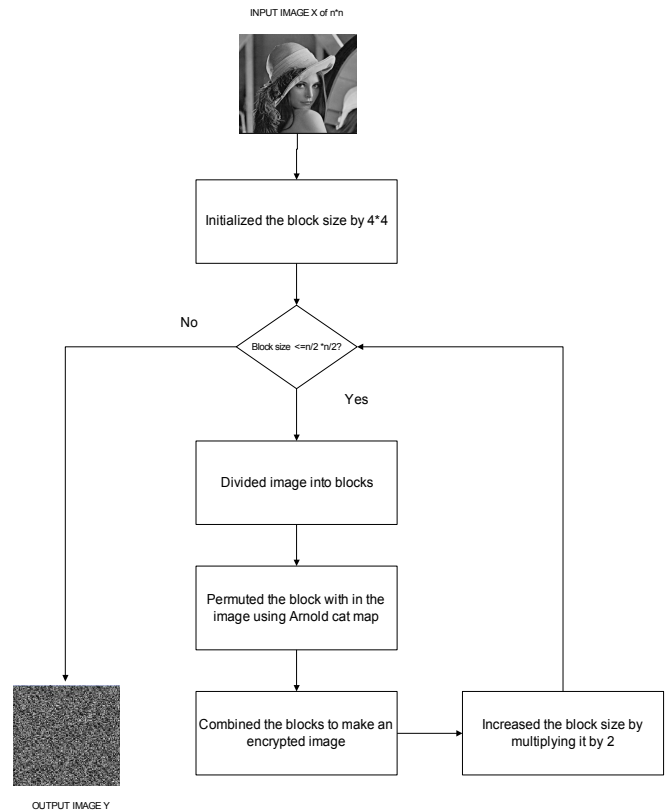 INPUT IMAGE X of n*n
Initialized the block size by 4*4
No
Block size <=n/2 *n/2?
Yes
Divided image into blocks
Permuted the block with in the
image using Arnold cat map
Combined the blocks to make an
encrypted image
Increased the block size by
multiplying it by 2
OUTPUT IMAGE Y